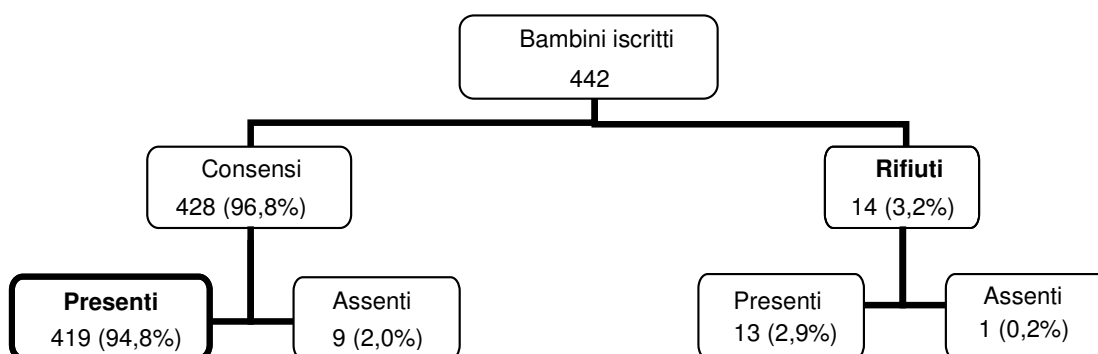 Bambini iscritti
442
Consensi
428 (96,8%)
Rifiuti
14 (3,2%)
Presenti
419 (94,8%)
Assenti
9 (2,0%)
Presenti
13 (2,9%)
Assenti
1 (0,2%)